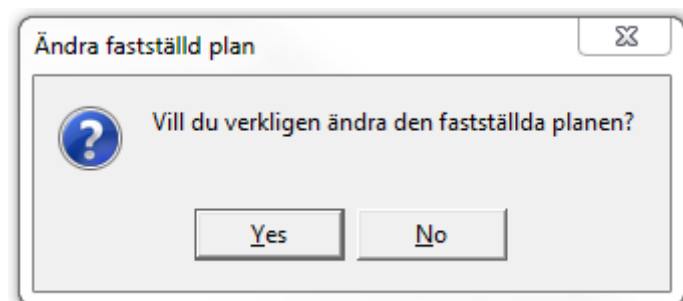 Ändra fastställd plan
Vill du verkligen ändra den fastställda planen?
Yes
No